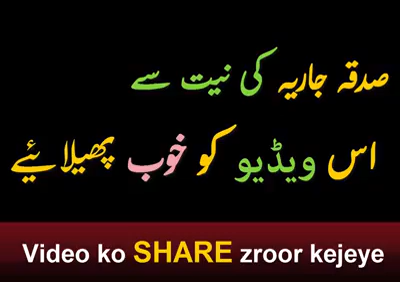 صدقہ جاریہ کی نیت سے
اس ویڈیو کو خوب پھیلائیے
Video ko SHARE zroor kejeye